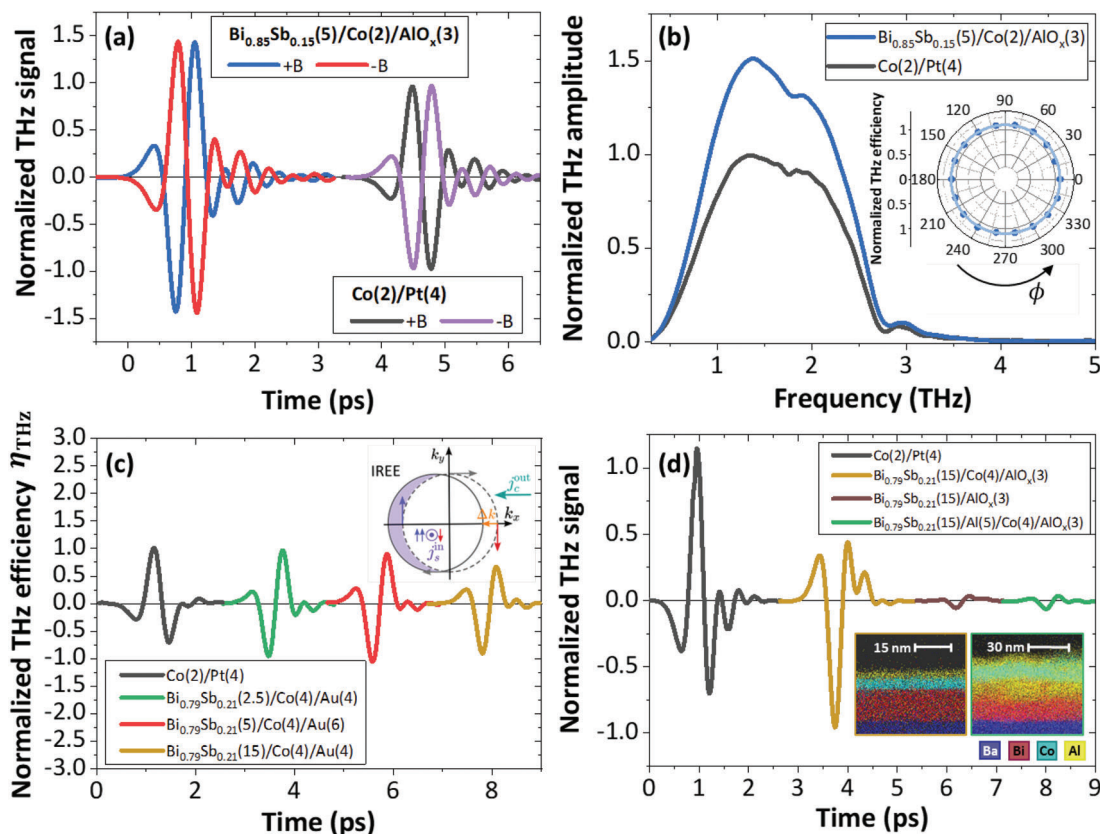 (a)
Normalized THz signal
1.5
1.0
0.5
0.0
-0.5
-1.0
-1.5
Bi0.85Sb0.15(5)/Co(2)/AlOx(3)
+B -B
Co(2)/Pt(4)
+B -B
0 1 2 3 4 5 6
Time (ps)
(b)
Normalized THz amplitude
1.5
1.0
0.5
0.0
Bi0.85Sb0.15(5)/Co(2)/AlOx(3)
Co(2)/Pt(4)
Normalized THz efficiency
1
0.5
0
0.5
1
90
120 60
150 30
180 0
210 330
240 300
270
ϕ
1 2 3 4 5
Frequency (THz)
(c)
Normalized THz efficiency ηTHz
3.0
2.5
2.0
1.5
1.0
0.5
0.0
-0.5
-1.0
-1.5
-2.0
-2.5
-3.0
IREE
ky
jcout
Δk
kx
jsin
Co(2)/Pt(4)
Bi0.79Sb0.21(2.5)/Co(4)/Au(4)
Bi0.79Sb0.21(5)/Co(4)/Au(6)
Bi0.79Sb0.21(15)/Co(4)/Au(4)
0 2 4 6 8
Time (ps)
(d)
Normalized THz signal
1.0
0.5
0.0
-0.5
-1.0
Co(2)/Pt(4)
Bi0.79Sb0.21(15)/Co(4)/AlOx(3)
Bi0.79Sb0.21(15)/AlOx(3)
Bi0.79Sb0.21(15)/Al(5)/Co(4)/AlOx(3)
15 nm
30 nm
Ba Bi Co Al
0 1 2 3 4 5 6 7 8 9
Time (ps)